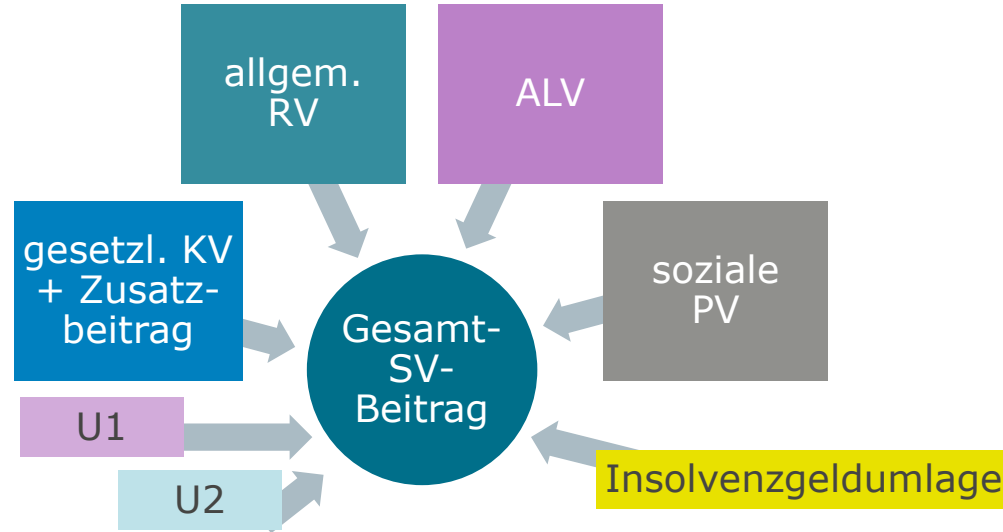 allgem.
RV
ALV
gesetzl. KV
+ Zusatz-
beitrag
soziale
PV
Gesamt-
SV-
Beitrag
U1
U2
Insolvenzgeldumlage